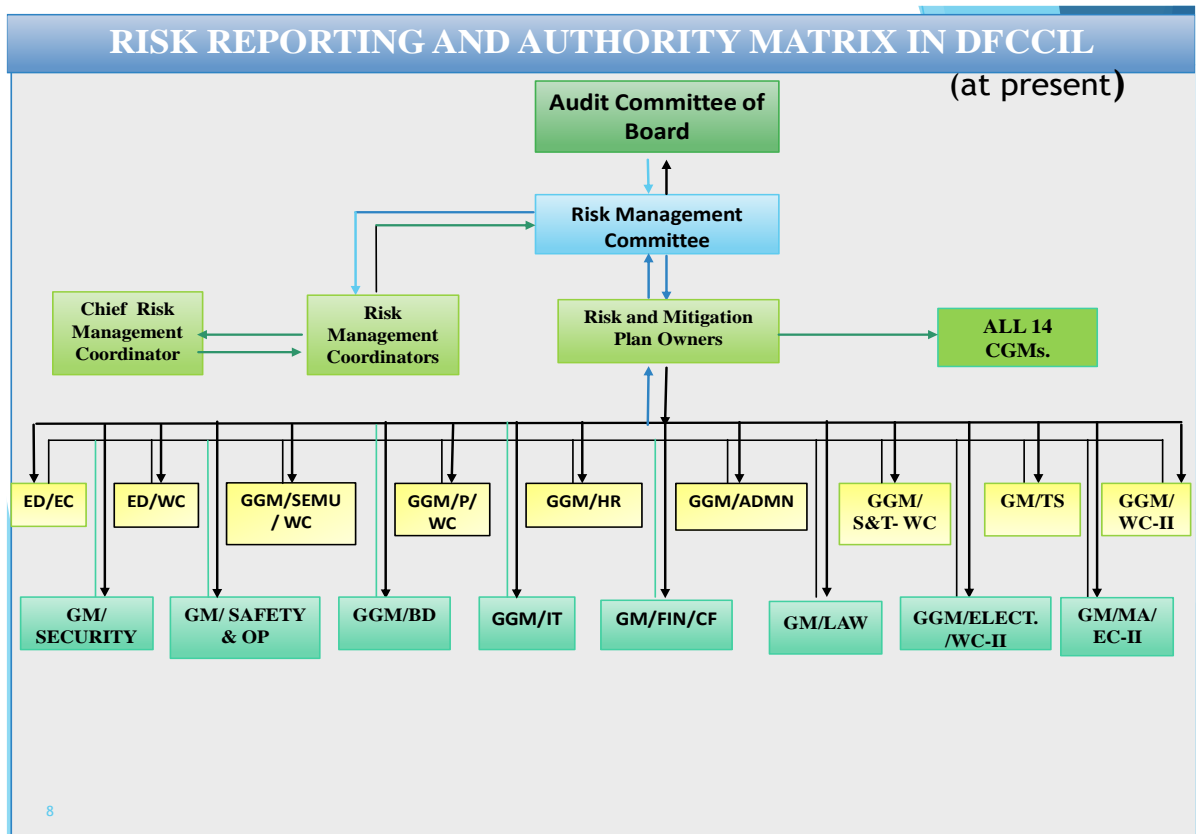 RISK REPORTING AND AUTHORITY MATRIX IN DFCCIL
(at present)
Audit Committee of
Board
Risk Management
Committee
Chief Risk
Management
Coordinator
Risk
Management
Coordinators
Risk and Mitigation
Plan Owners
ALL 14
CGMs.
ED/EC
ED/WC
GGM/SEMU
/ WC
GGM/P/
WC
GGM/HR
GGM/ADMN
GGM/
S&T- WC
GM/TS
GGM/
WC-II
GM/
SECURITY
GM/ SAFETY
& OP
GGM/BD
GGM/IT
GM/FIN/CF
GM/LAW
GGM/ELECT.
/WC-II
GM/MA/
EC-II
8